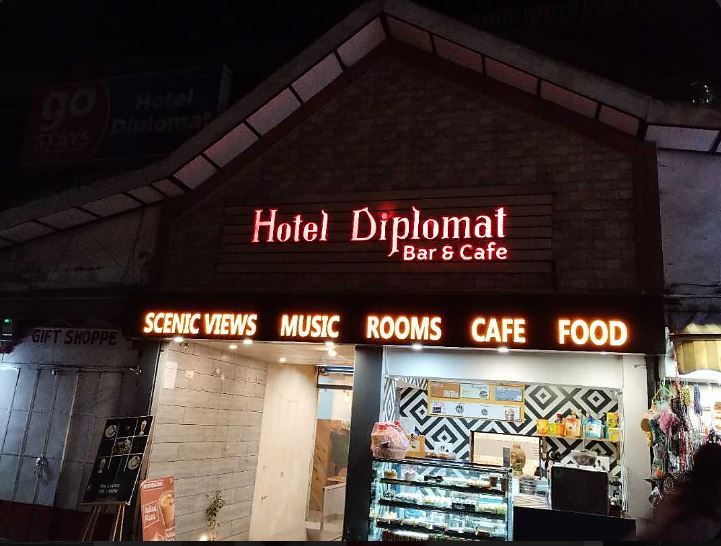 go
STAYS
Hotel
Diplomat
Hotel Diplomat
Bar & Cafe
SCENIC VIEWS MUSIC ROOMS CAFE FOOD
GIFT SHOPPE